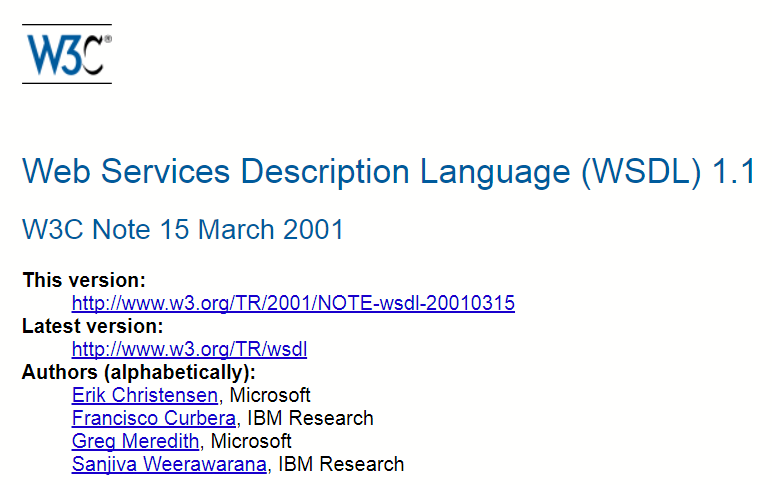 W3C®
Web Services Description Language (WSDL) 1.1
W3C Note 15 March 2001
This version:
http://www.w3.org/TR/2001/NOTE-wsdl-20010315
Latest version:
http://www.w3.org/TR/wsdl
Authors (alphabetically):
Erik Christensen, Microsoft
Francisco Curbera, IBM Research
Greg Meredith, Microsoft
Sanjiva Weerawarana, IBM Research